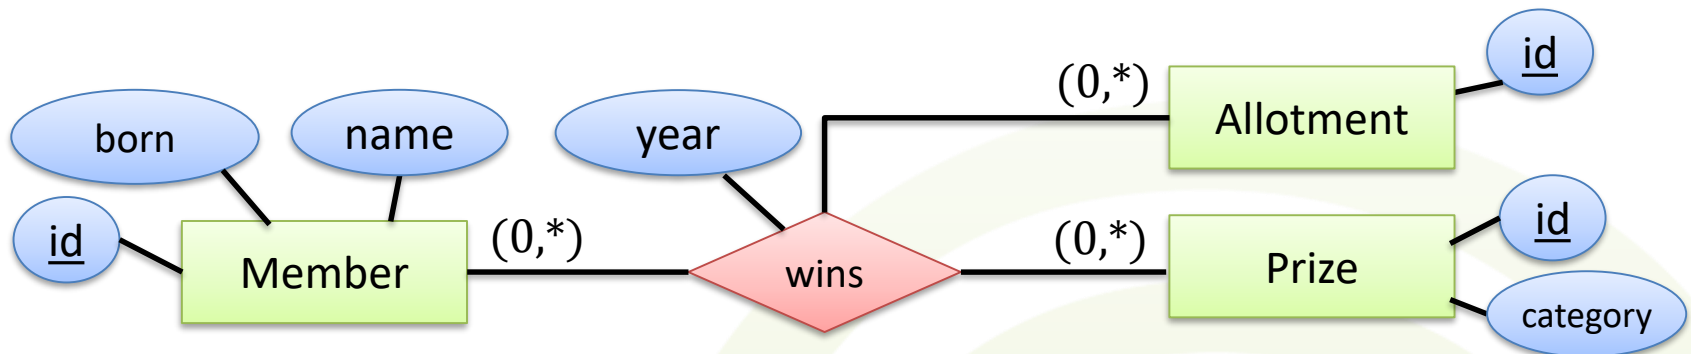 id
(0,*)
Allotment
born
name
year
id
(0,*)
(0,*)
id
Member
wins
Prize
category